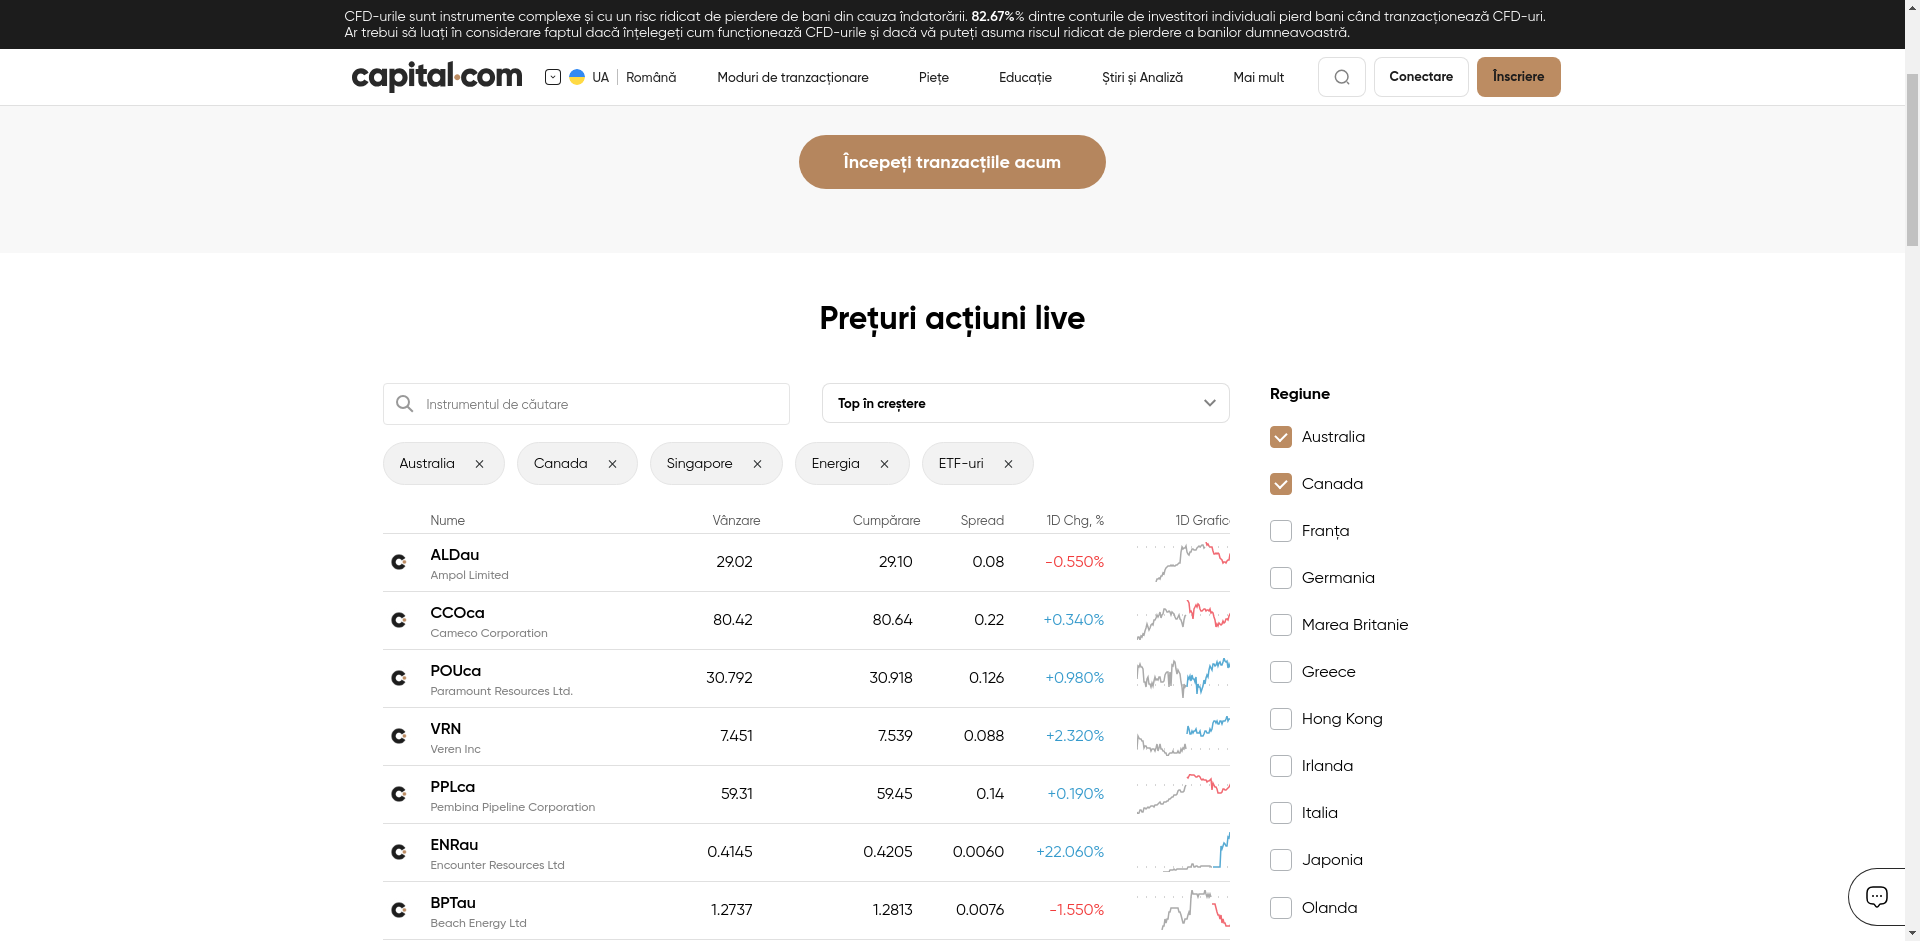 CFD-urile sunt instrumente complexe și cu un risc ridicat de pierdere de bani din cauza îndatorării. 82.67%% dintre conturile de investitori individuali pierd bani când tranzacționează CFD-uri.
Ar trebui să luați în considerare faptul dacă înțelegeți cum funcționează CFD-urile și dacă vă puteți asuma riscul ridicat de pierdere a banilor dumneavoastră.
capital.com UA Română Moduri de tranzacționare Piețe Educație Știri și Analiză Mai mult Conectare Înscriere
Începeți tranzacțiile acum
Prețuri acțiuni live
Instrumentul de căutare Top în creștere
Australia Canada Singapore Energia ETF-uri
Nume Vânzare Cumpărare Spread 1D Chg, % 1D Grafic
ALDau 29.02 29.10 0.08 -0.550%
Ampol Limited
CCOca 80.42 80.64 0.22 +0.340%
Cameco Corporation
POUca 30.792 30.918 0.126 +0.980%
Paramount Resources Ltd.
VRN 7.451 7.539 0.088 +2.320%
Veren Inc
PPLca 59.31 59.45 0.14 +0.190%
Pembina Pipeline Corporation
ENRau 0.4145 0.4205 0.0060 +22.060%
Encounter Resources Ltd
BPTau 1.2737 1.2813 0.0076 -1.550%
Beach Energy Ltd
Regiune
Australia
Canada
Franța
Germania
Marea Britanie
Greece
Hong Kong
Irlanda
Italia
Japonia
Olanda